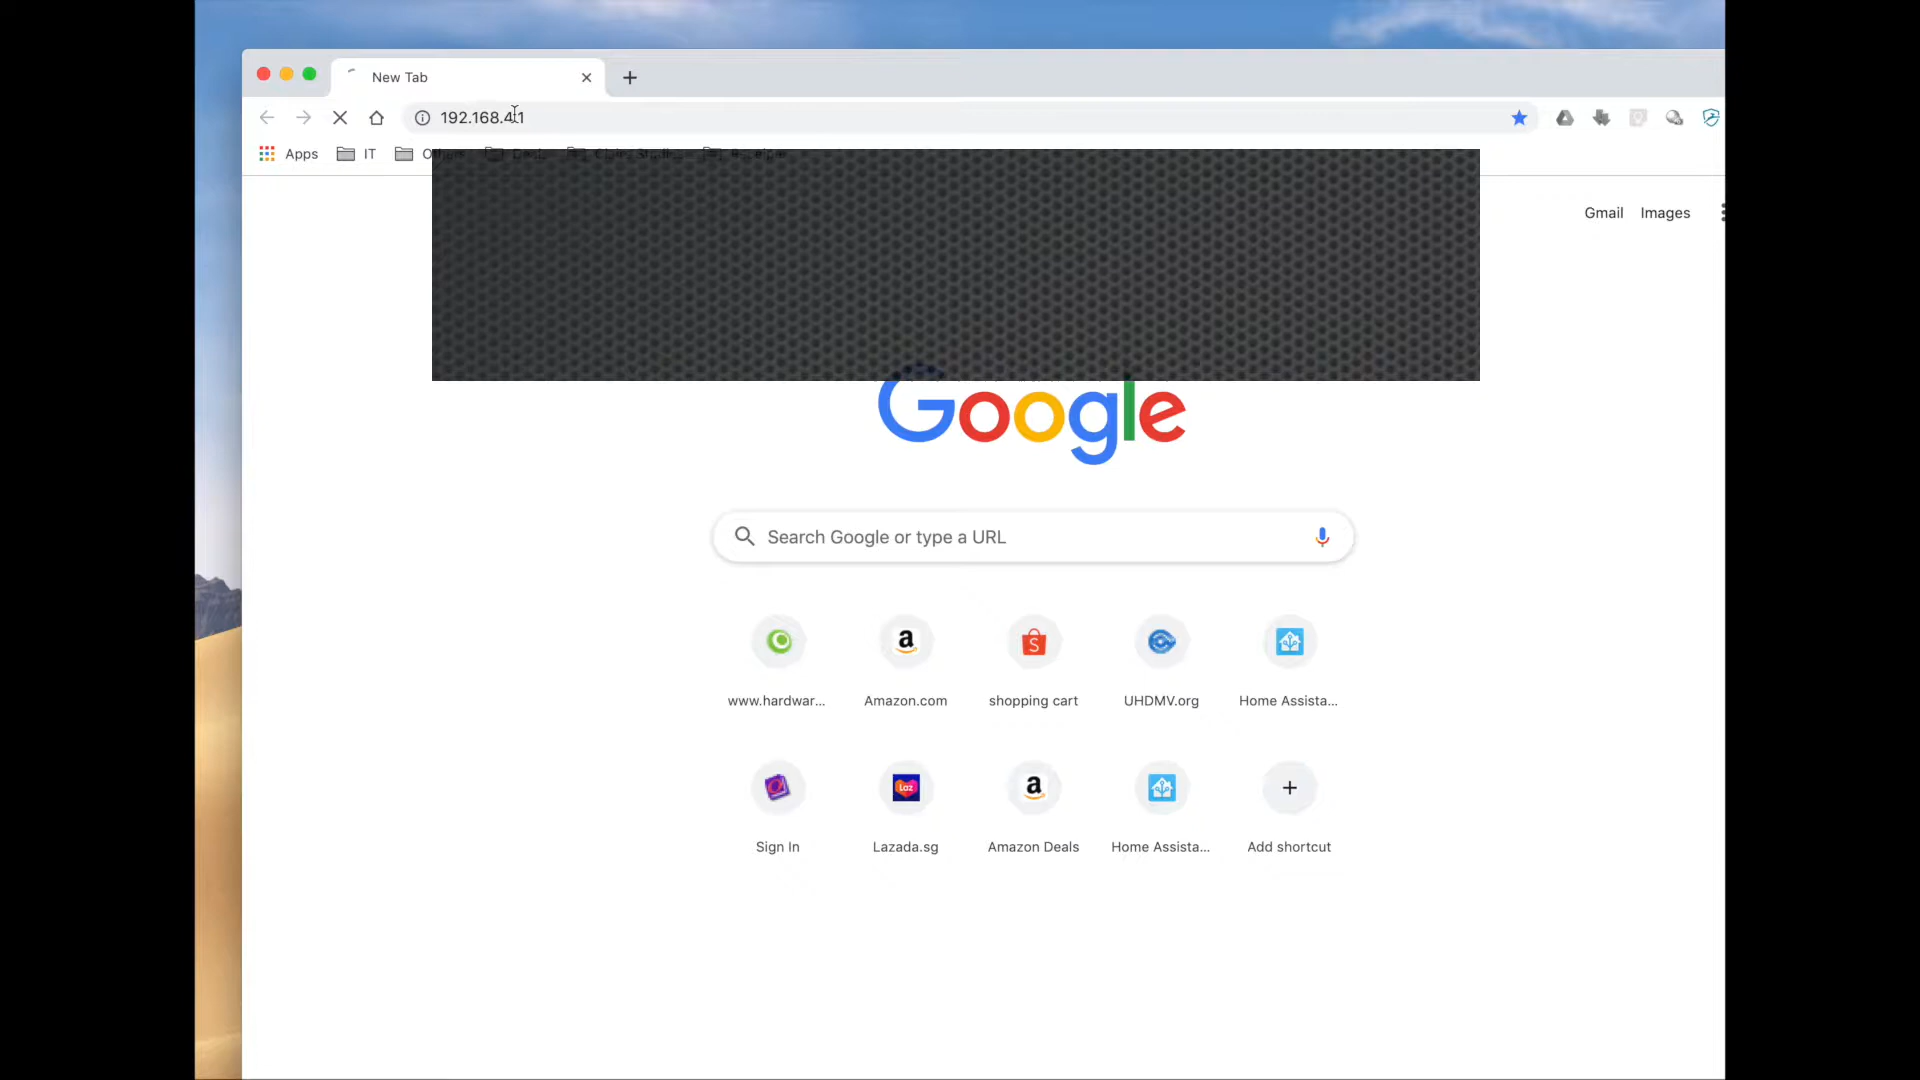 New Tab
192.168.4.1
Apps IT
Gmail Images
Google
Search Google or type a URL
www.hardwar... Amazon.com shopping cart UHDMV.org Home Assista...
Sign In Lazada.sg Amazon Deals Home Assista... Add shortcut